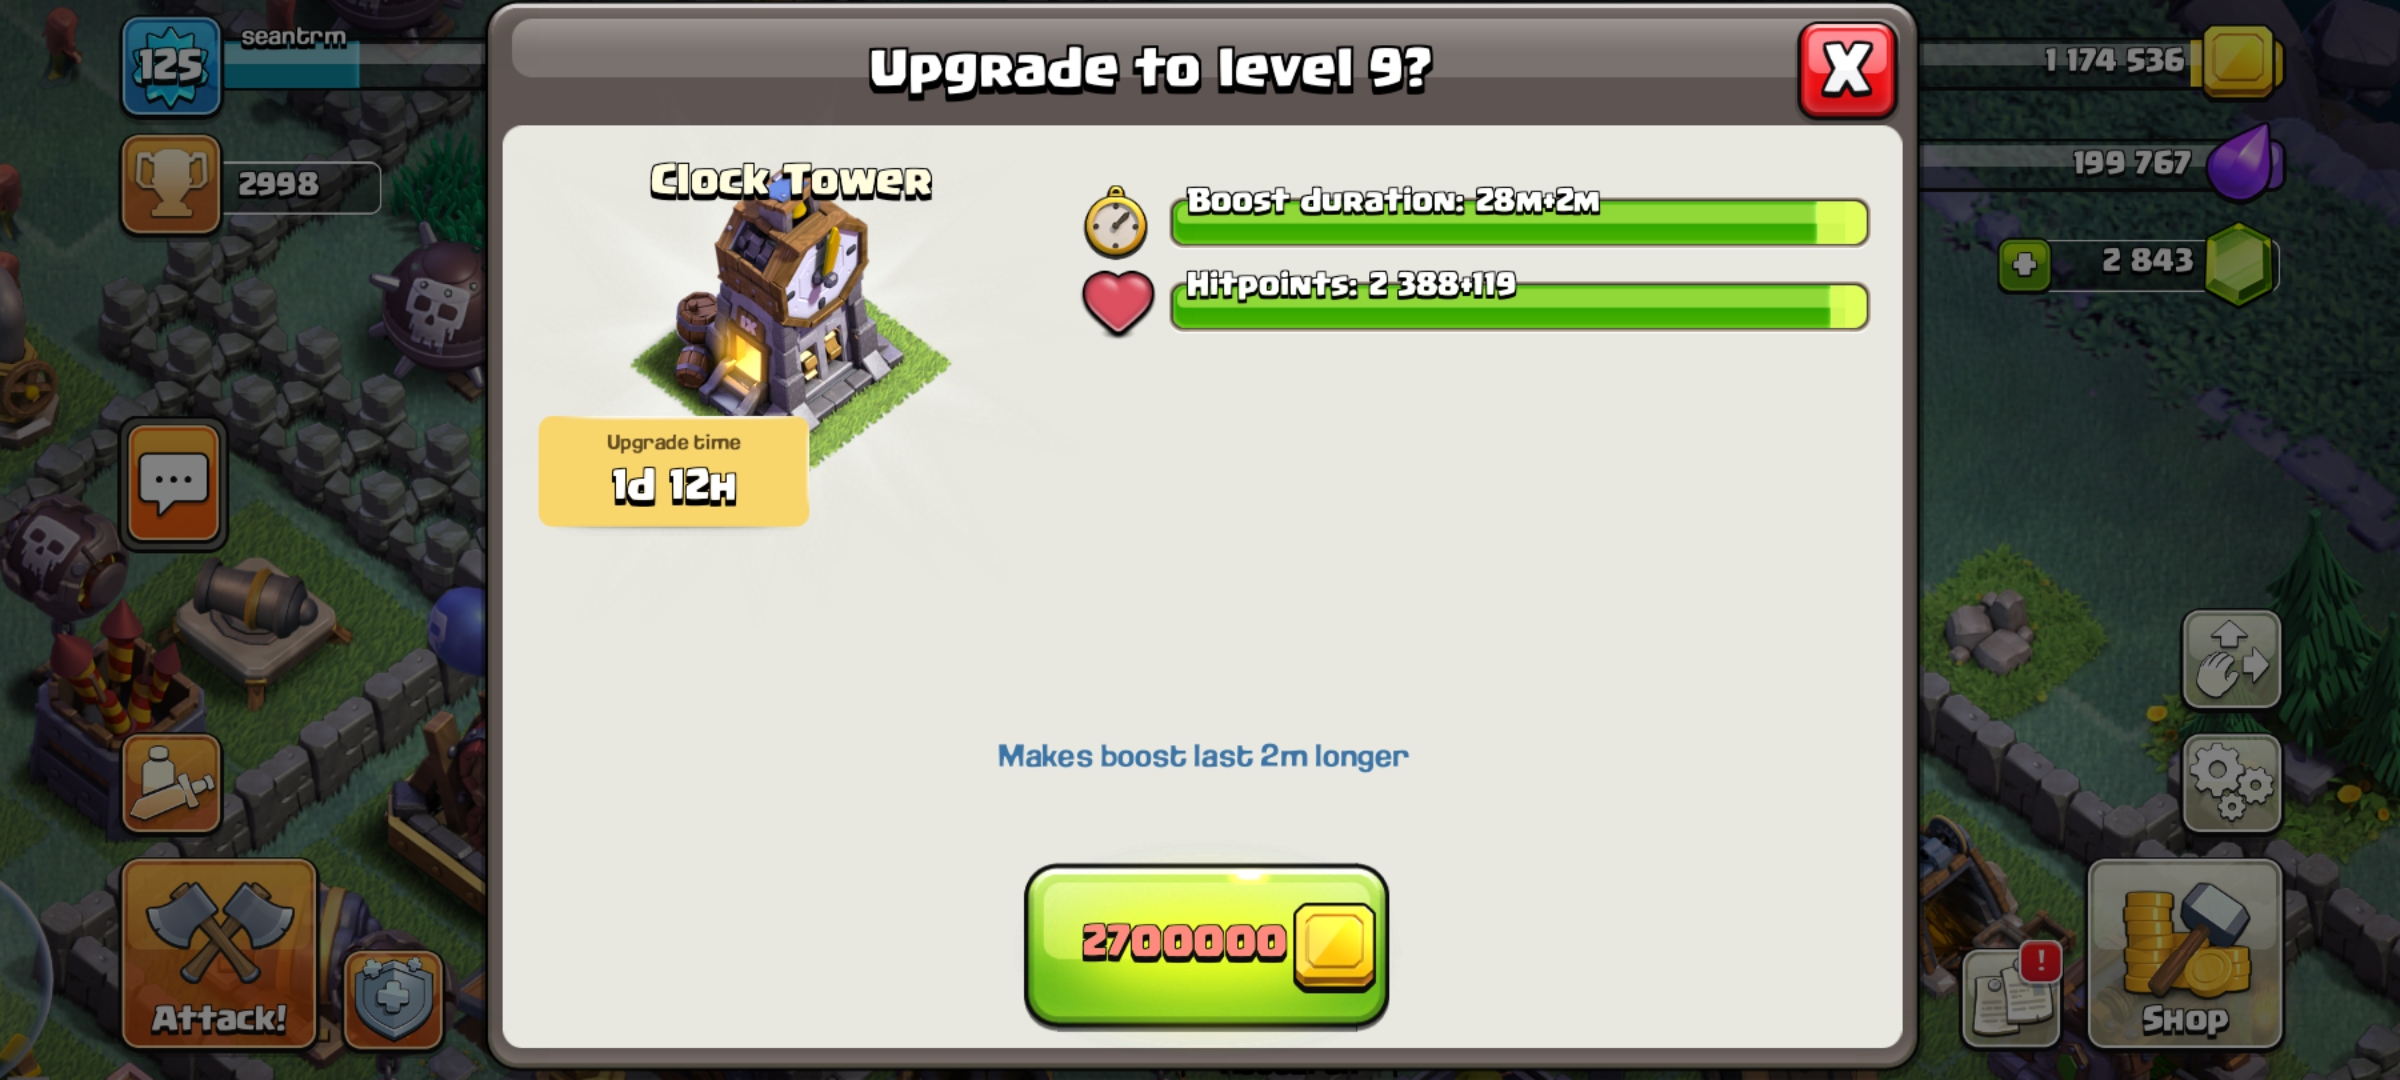 125
seantrm
2998
Upgrade to level 9?
X
1 174 536
199 767
2 843
Clock Tower
IX
Boost duration: 28m+2m
Hitpoints: 2 388+119
Upgrade time
1d 12h
Makes boost last 2m longer
2700000
Attack!
!
Shop